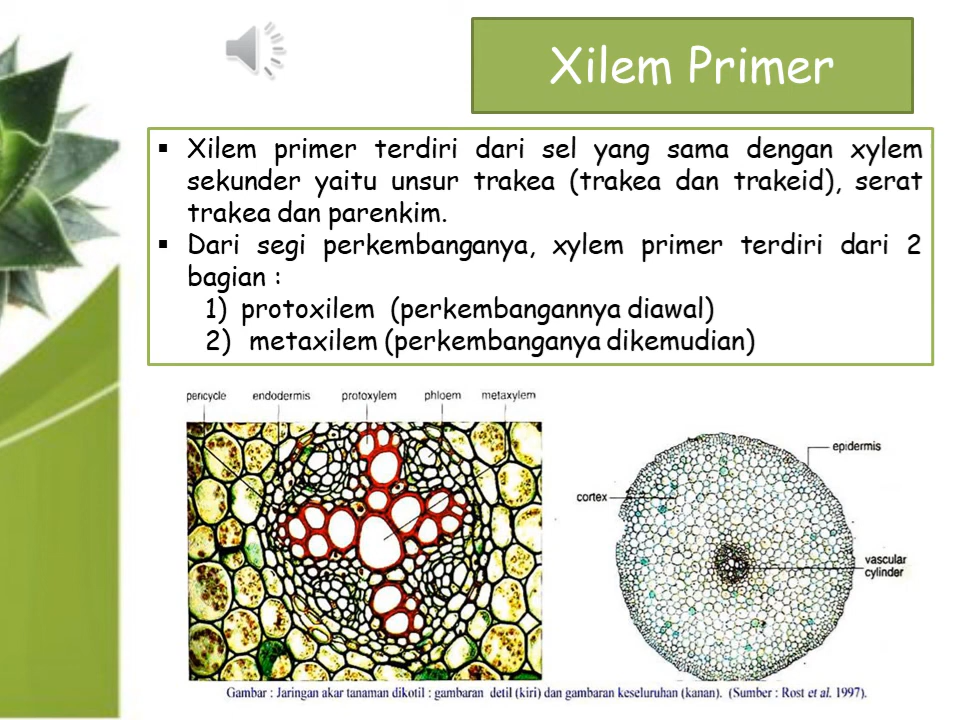 Xilem Primer
▪ Xilem primer terdiri dari sel yang sama dengan xylem
sekunder yaitu unsur trakea (trakea dan trakeid), serat
trakea dan parenkim.
▪ Dari segi perkembanganya, xylem primer terdiri dari 2
bagian :
1) protoxilem (perkembangannya diawal)
2) metaxilem (perkembanganya dikemudian)
pericycle endodermis protoxylem phloem metaxylem
epidermis
cortex
vascular
cylinder
Gambar : Jaringan akar tanaman dikotil : gambaran detil (kiri) dan gambaran keseluruhan (kanan). (Sumber : Rost et al. 1997).